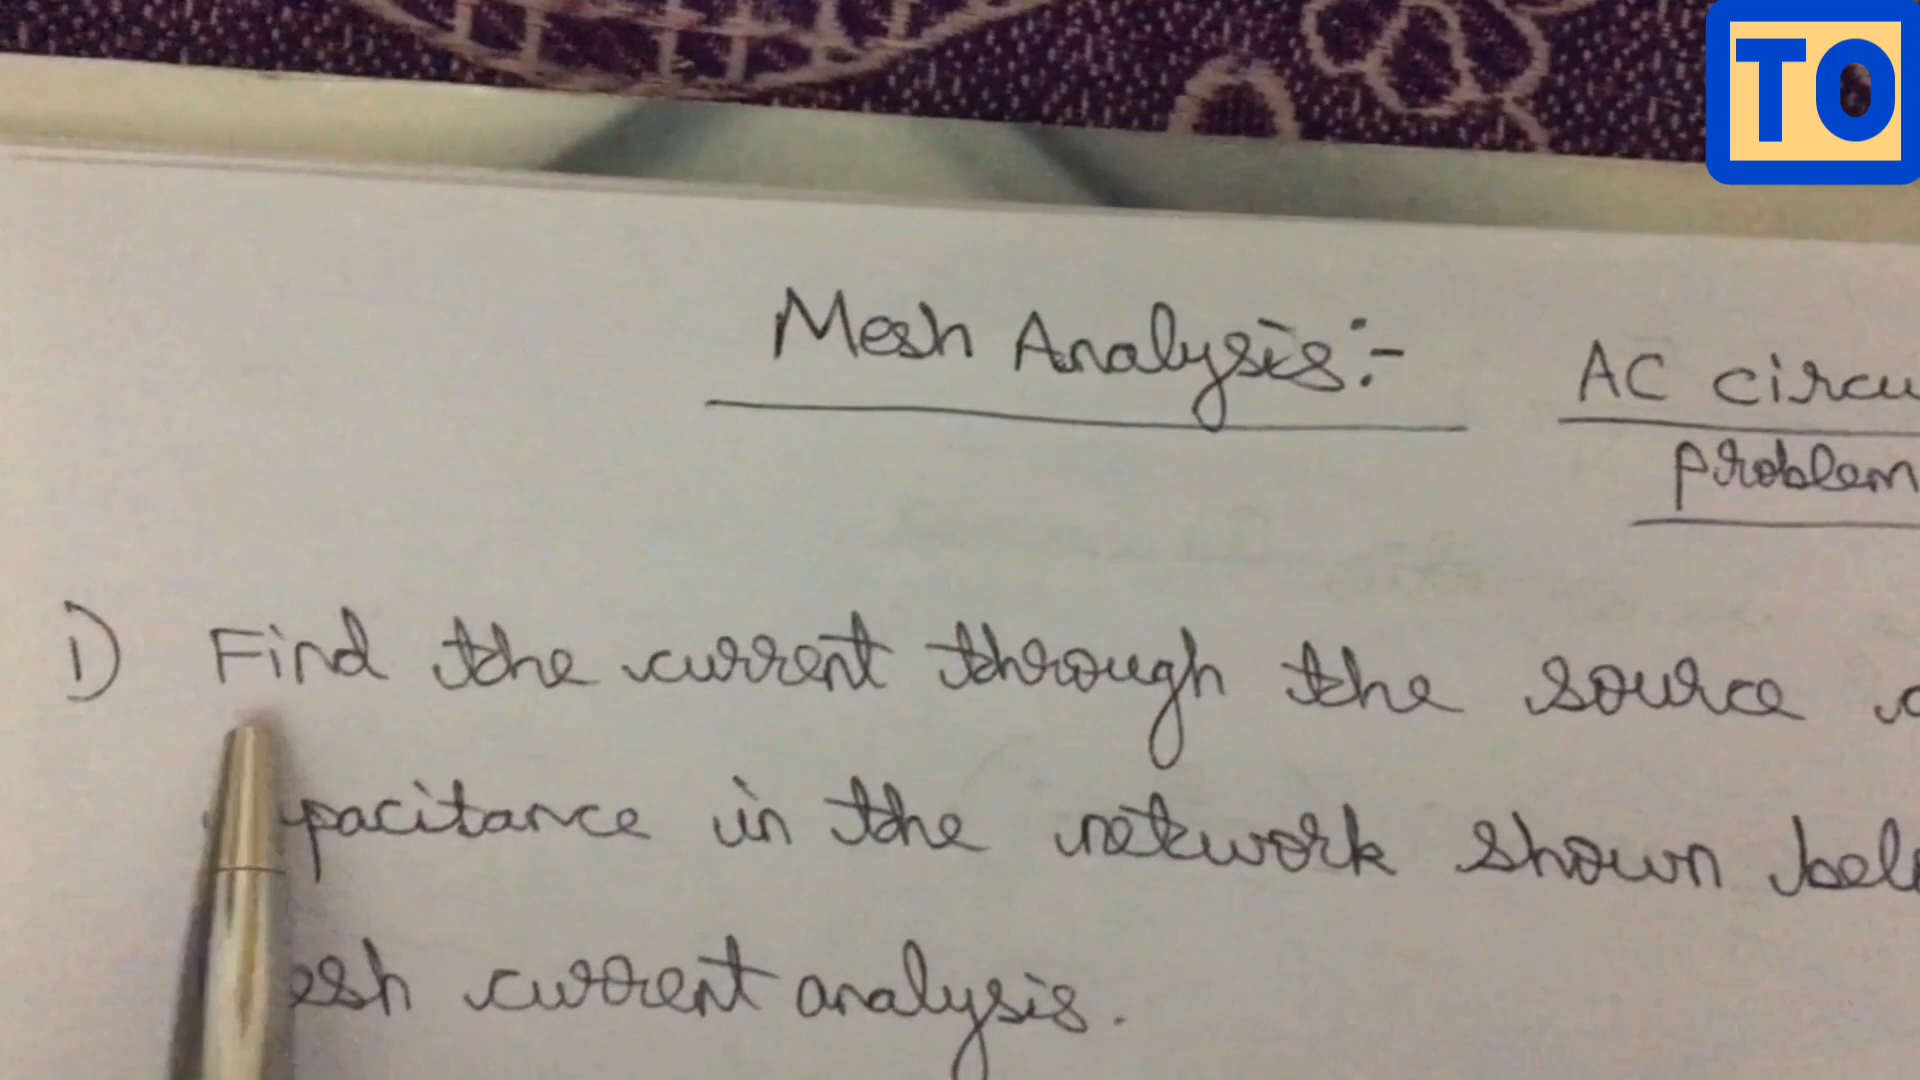 TO
Mesh Analysis:-
AC circu
problem
1) Find the current through the source
pacitance in the network shown bel
esh current analysis.